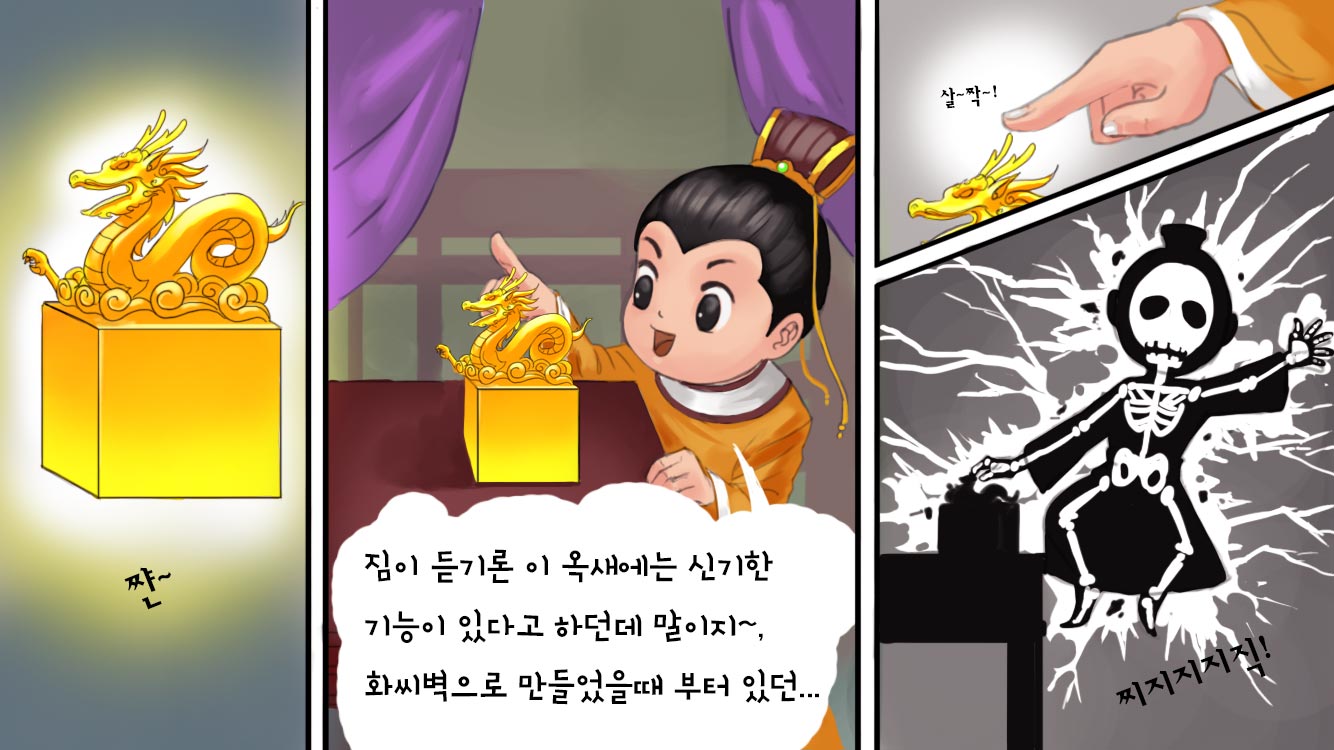 쨘~
짐이 듣기론 이 옥새에는 신기한
기능이 있다고 하던데 말이지~,
화씨벽으로 만들었을때 부터 있던...
살~짝~!
찌지지지직!